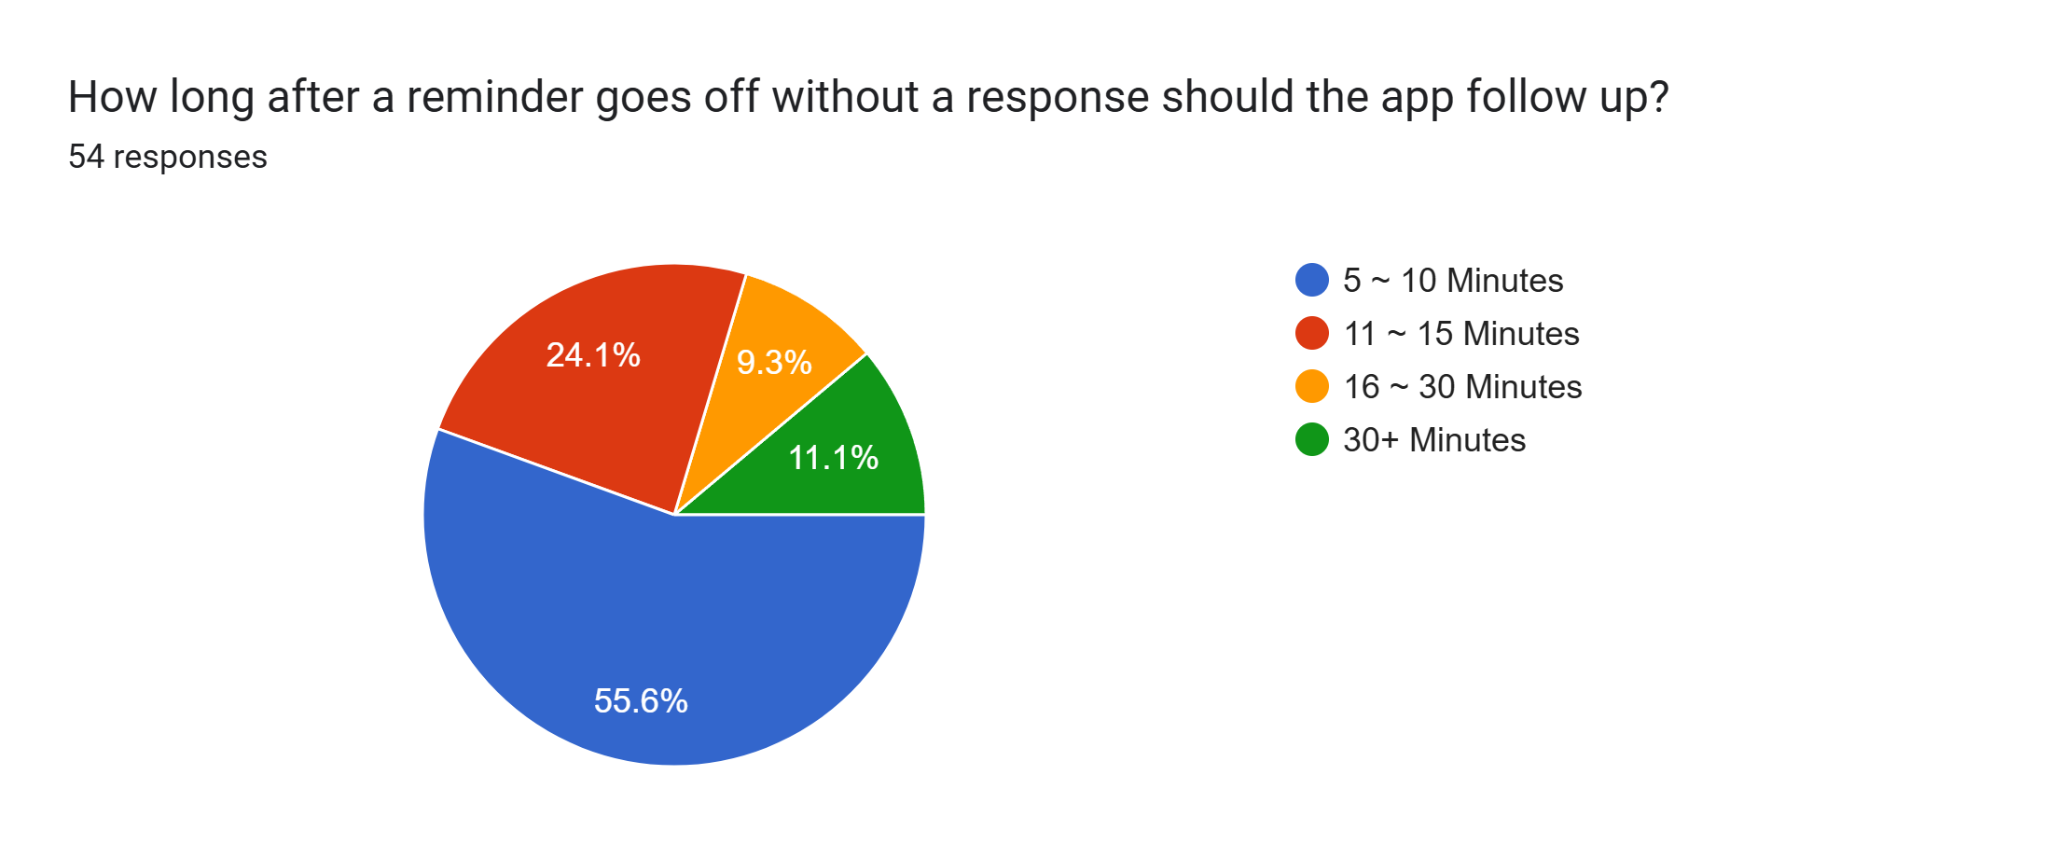 How long after a reminder goes off without a response should the app follow up?
54 responses
24.1%
9.3%
11.1%
55.6%
5 ~ 10 Minutes
11 ~ 15 Minutes
16 ~ 30 Minutes
30+ Minutes